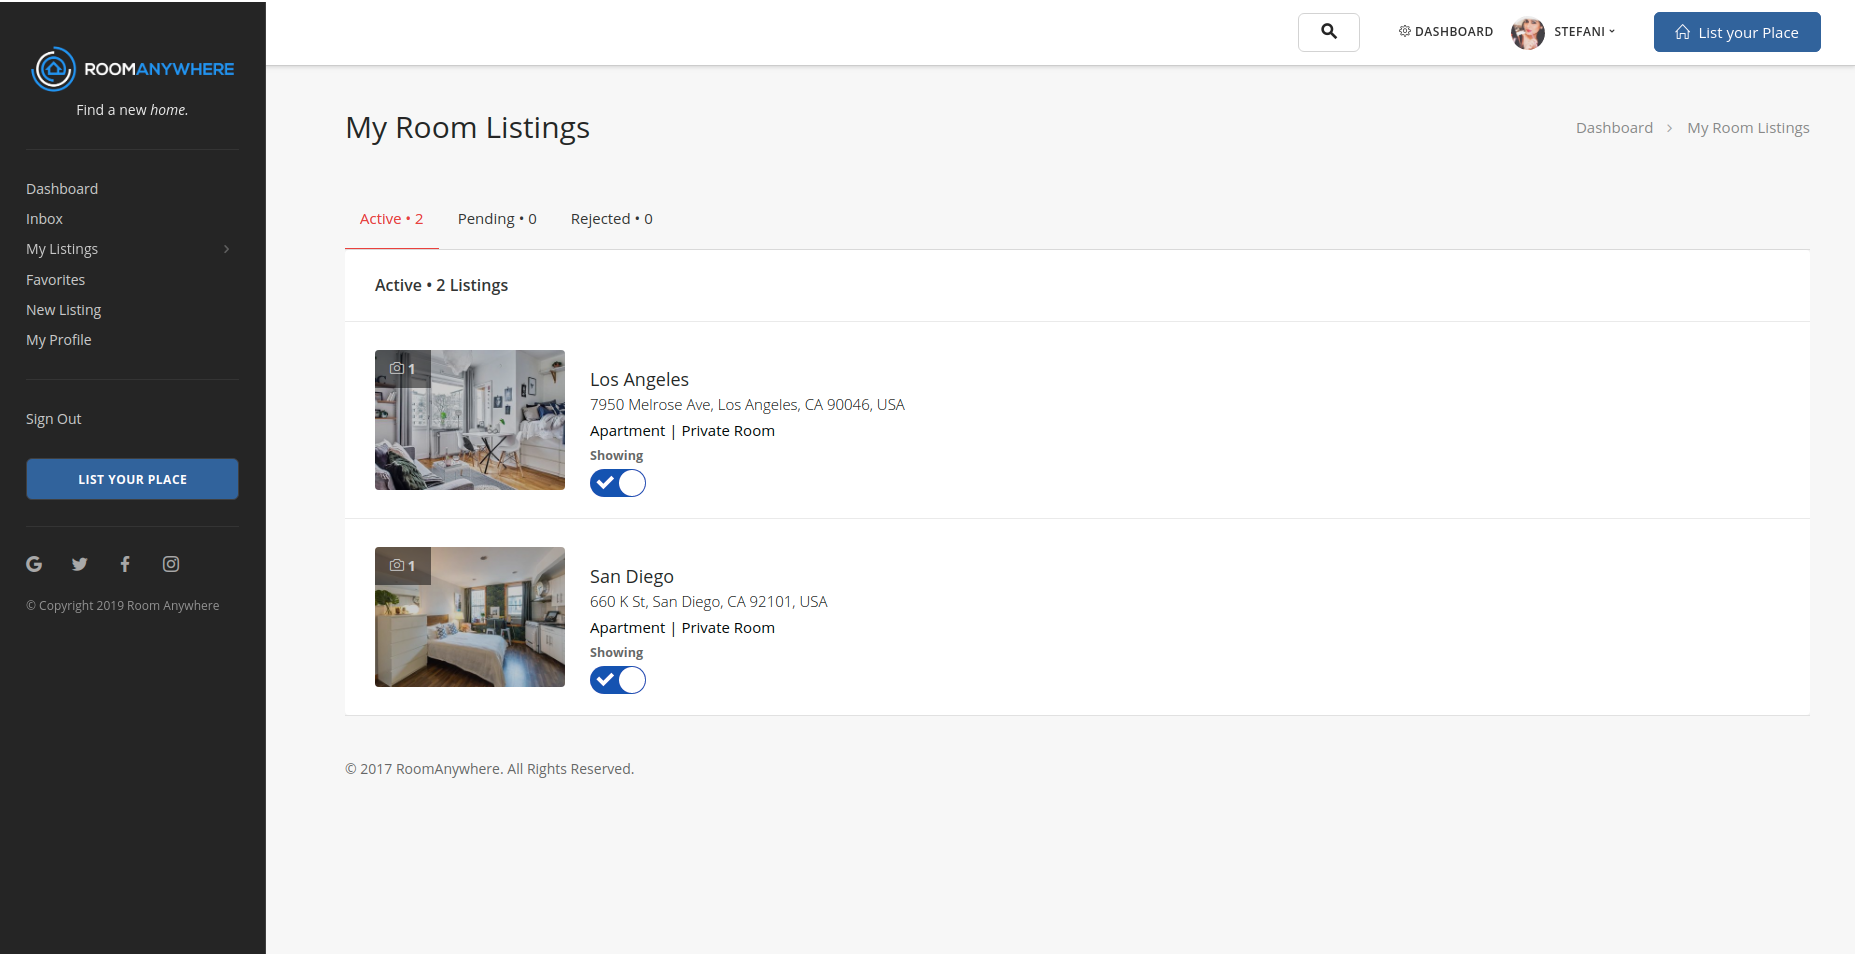 ROOMANYWHERE
Find a new home.
Dashboard
Inbox
My Listings
Favorites
New Listing
My Profile
Sign Out
LIST YOUR PLACE
© Copyright 2019 Room Anywhere
DASHBOARD
STEFANI
List your Place
My Room Listings
Dashboard > My Room Listings
Active • 2
Pending • 0
Rejected • 0
Active • 2 Listings
1
Los Angeles
7950 Melrose Ave, Los Angeles, CA 90046, USA
Apartment | Private Room
Showing
1
San Diego
660 K St, San Diego, CA 92101, USA
Apartment | Private Room
Showing
© 2017 RoomAnywhere. All Rights Reserved.